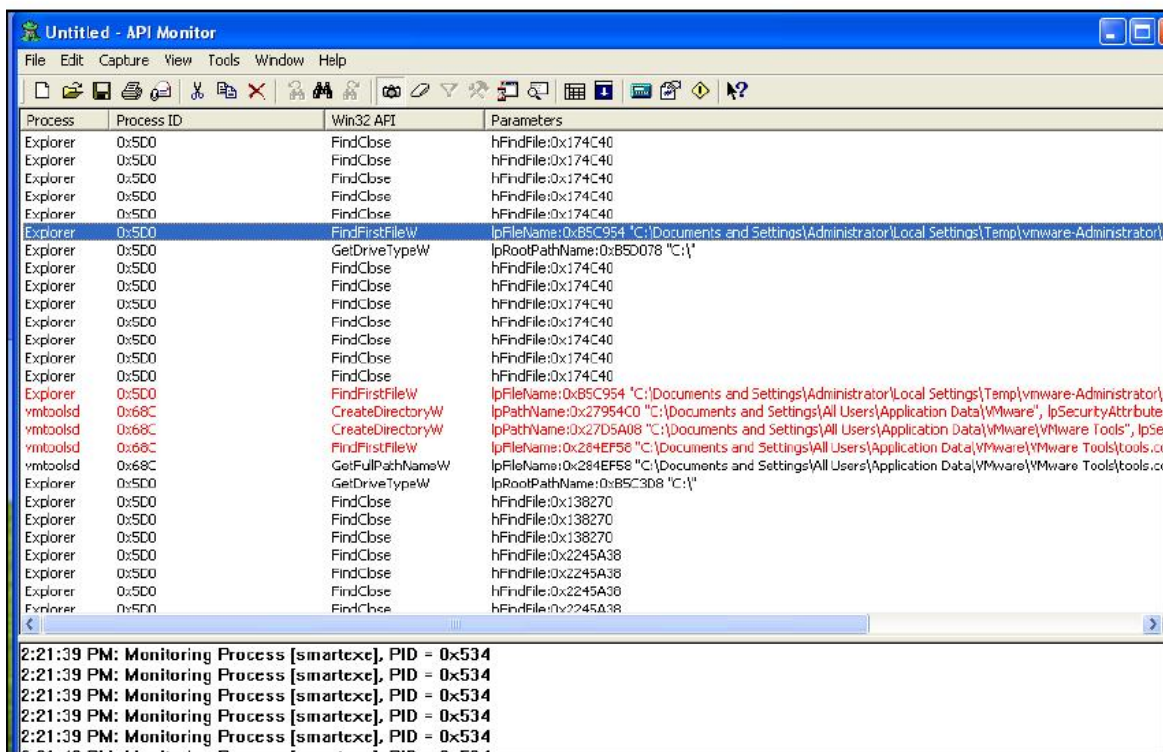 Untitled - API Monitor
File Edit Capture View Tools Window Help
Process Process ID Win32 API Parameters
Explorer 0x5D0 FindClose hFindFile:0x174C40
Explorer 0x5D0 FindClose hFindFile:0x174C40
Explorer 0x5D0 FindClose hFindFile:0x174C40
Explorer 0x5D0 FindClose hFindFile:0x174C40
Explorer 0x5D0 FindClose hFindFile:0x174C40
Explorer 0x5D0 FindFirstFileW lpFileName:0xB5C954 "C:\Documents and Settings\Administrator\Local Settings\Temp\vmware-Administrator\
Explorer 0x5D0 GetDriveTypeW lpRootPathName:0xB5D078 "C:\"
Explorer 0x5D0 FindClose hFindFile:0x174C40
Explorer 0x5D0 FindClose hFindFile:0x174C40
Explorer 0x5D0 FindClose hFindFile:0x174C40
Explorer 0x5D0 FindClose hFindFile:0x174C40
Explorer 0x5D0 FindClose hFindFile:0x174C40
Explorer 0x5D0 FindClose hFindFile:0x174C40
Explorer 0x5D0 FindClose hFindFile:0x174C40
Explorer 0x5D0 FindFirstFileW lpFileName:0xB5C954 "C:\Documents and Settings\Administrator\Local Settings\Temp\vmware-Administrator\
vmtoolsd 0x68C CreateDirectoryW lpPathName:0x27954C0 "C:\Documents and Settings\All Users\Application Data\VMware", lpSecurityAttribute
vmtoolsd 0x68C CreateDirectoryW lpPathName:0x27D5A08 "C:\Documents and Settings\All Users\Application Data\VMware\VMware Tools", lpSe
vmtoolsd 0x68C FindFirstFileW lpFileName:0x284EF58 "C:\Documents and Settings\All Users\Application Data\VMware\VMware Tools\tools.co
vmtoolsd 0x68C GetFullPathNameW lpFileName:0x284EF58 "C:\Documents and Settings\All Users\Application Data\VMware\VMware Tools\tools.co
Explorer 0x5D0 GetDriveTypeW lpRootPathName:0xB5C3D8 "C:\"
Explorer 0x5D0 FindClose hFindFile:0x138270
Explorer 0x5D0 FindClose hFindFile:0x138270
Explorer 0x5D0 FindClose hFindFile:0x138270
Explorer 0x5D0 FindClose hFindFile:0x2245A38
Explorer 0x5D0 FindClose hFindFile:0x2245A38
Explorer 0x5D0 FindClose hFindFile:0x2245A38
Explorer 0x5D0 FindClose hFindFile:0x2245A38
2:21:39 PM: Monitoring Process [smartexe], PID = 0x534
2:21:39 PM: Monitoring Process [smartexe], PID = 0x534
2:21:39 PM: Monitoring Process [smartexe], PID = 0x534
2:21:39 PM: Monitoring Process [smartexe], PID = 0x534
2:21:39 PM: Monitoring Process [smartexe], PID = 0x534